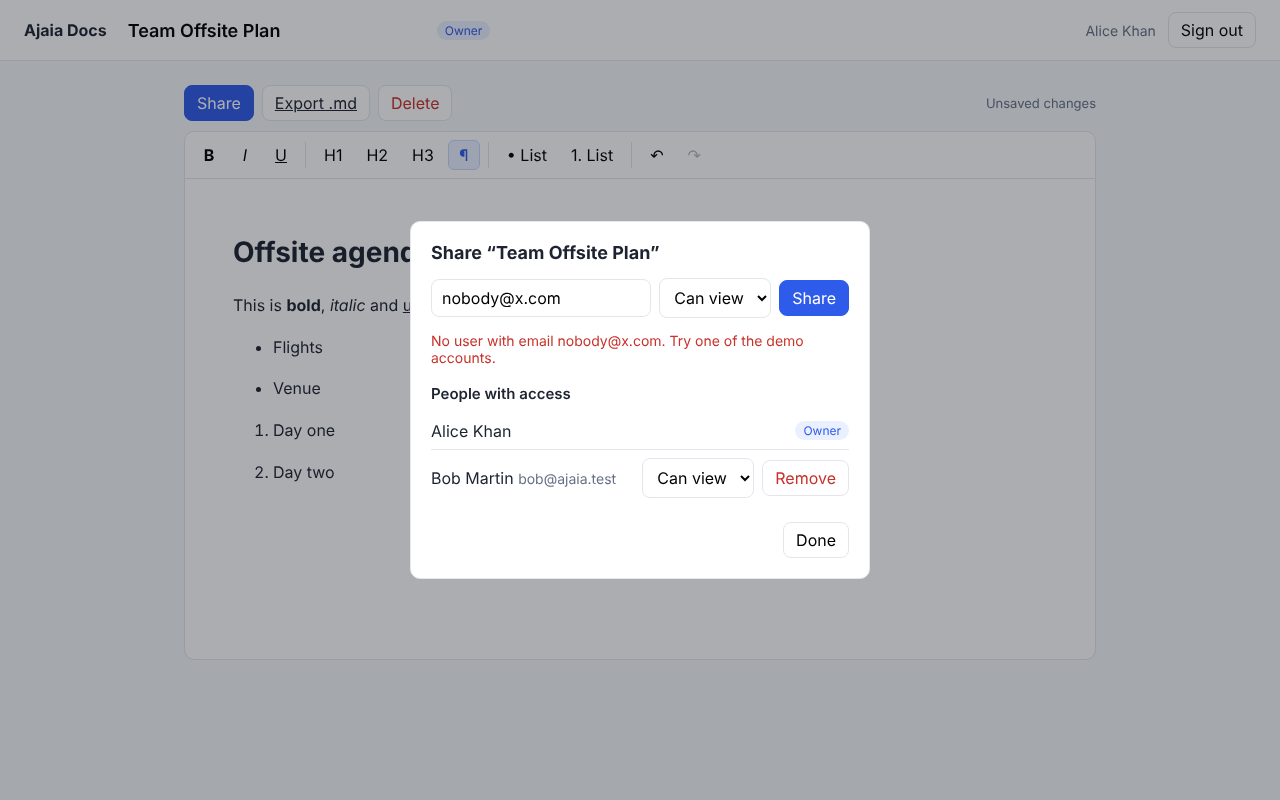 Ajaia Docs Team Offsite Plan Owner Alice Khan Sign out
Share Export .md Delete Unsaved changes
B I U H1 H2 H3 ¶ • List 1. List ↶ ↷
Share “Team Offsite Plan”
nobody@x.com Can view Share
No user with email nobody@x.com. Try one of the demo
accounts.
People with access
Alice Khan Owner
Bob Martin bob@ajaia.test Can view Remove
Done
Offsite
This is bold, italic and
• Flights
• Venue
1. Day one
2. Day two